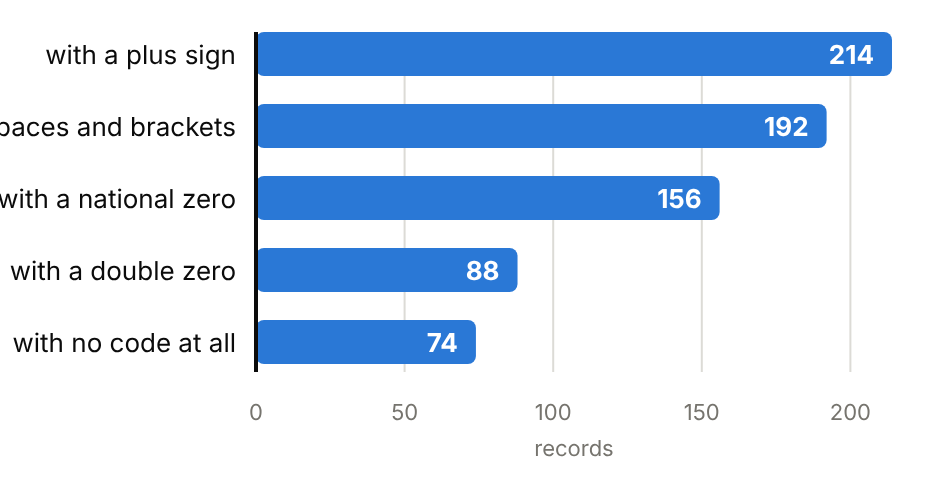 with a plus sign
214
and brackets
192
with a national zero
156
with a double zero
88
with no code at all
74
0 50 100 150 200
records